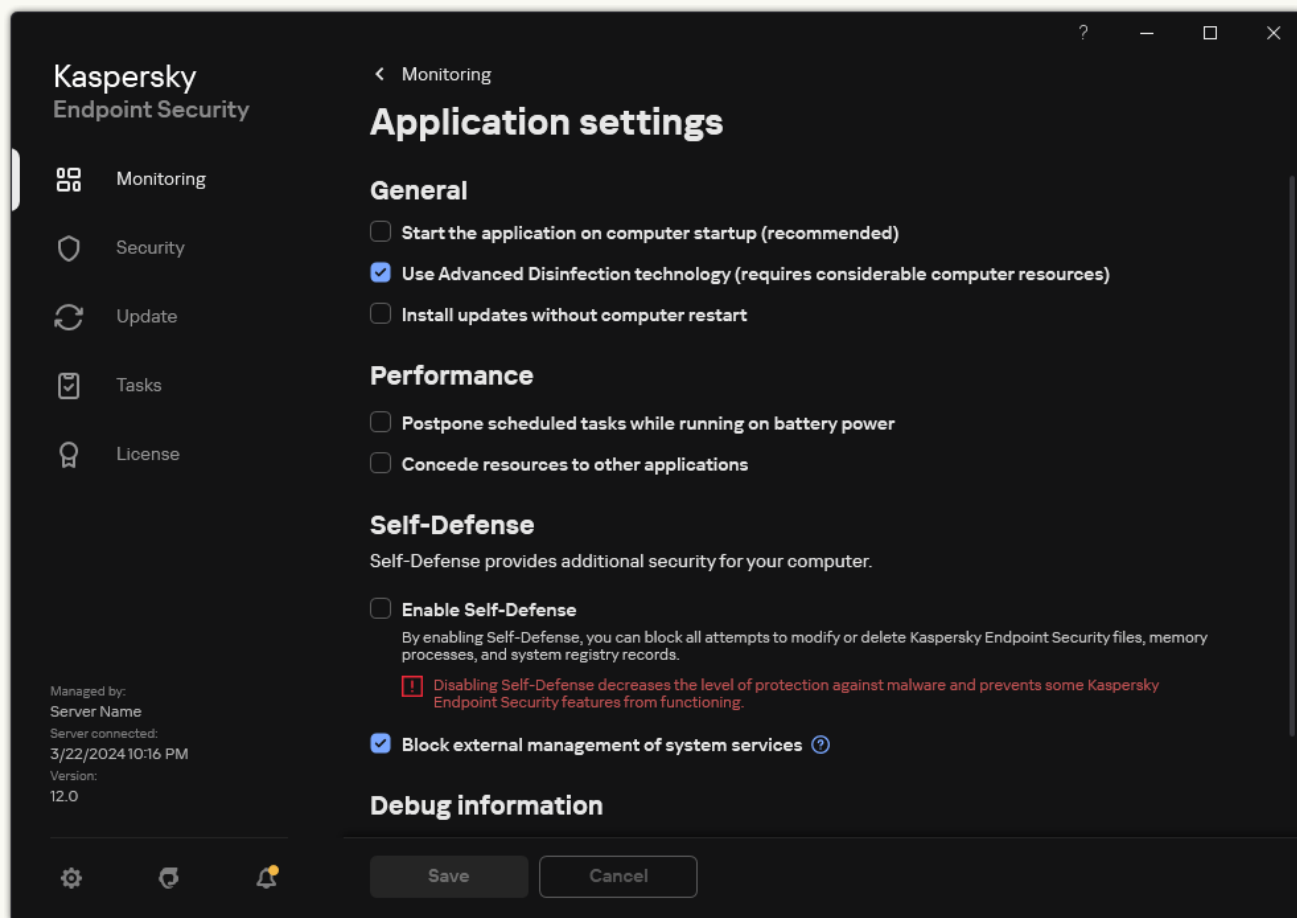 ?
Kaspersky
Endpoint Security
Monitoring
Security
Update
Tasks
License
Managed by:
Server Name
Server connected:
3/22/2024 10:16 PM
Version:
12.0
Monitoring
Application settings
General
Start the application on computer startup (recommended)
Use Advanced Disinfection technology (requires considerable computer resources)
Install updates without computer restart
Performance
Postpone scheduled tasks while running on battery power
Concede resources to other applications
Self-Defense
Self-Defense provides additional security for your computer.
Enable Self-Defense
By enabling Self-Defense, you can block all attempts to modify or delete Kaspersky Endpoint Security files, memory
processes, and system registry records.
! Disabling Self-Defense decreases the level of protection against malware and prevents some Kaspersky
Endpoint Security features from functioning.
Block external management of system services ?
Debug information
Save
Cancel